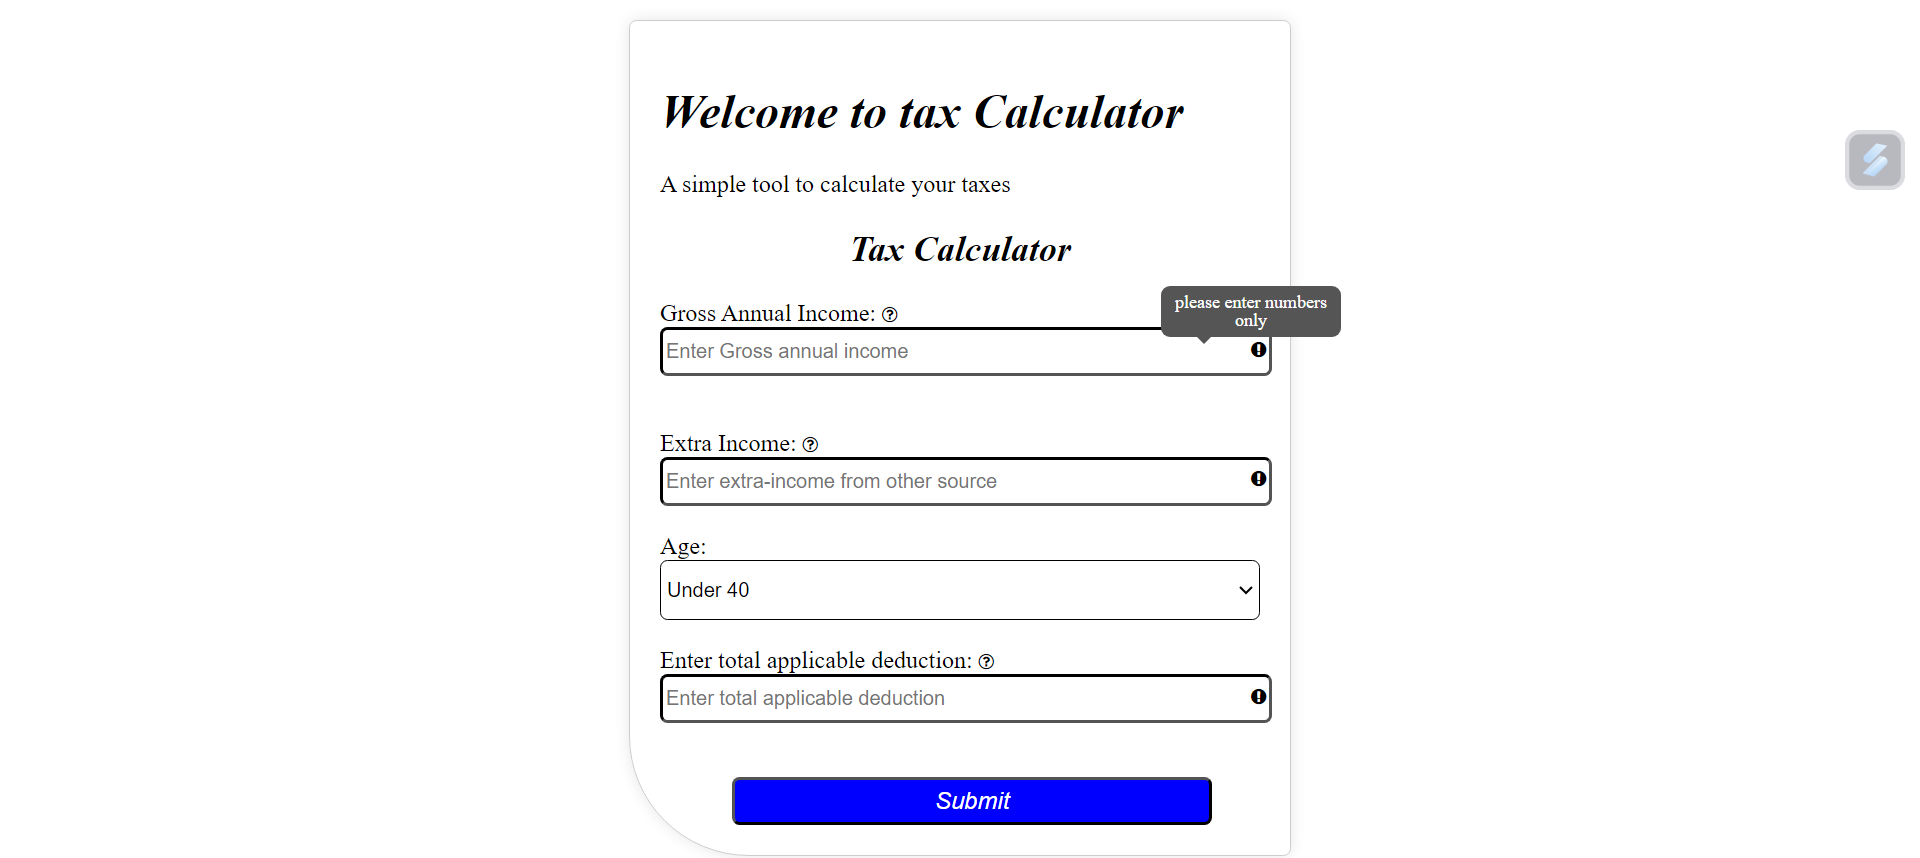 Welcome to tax Calculator
A simple tool to calculate your taxes
Tax Calculator
please enter numbers
only
Gross Annual Income:
Enter Gross annual income
Extra Income:
Enter extra-income from other source
Age:
Under 40
Enter total applicable deduction:
Enter total applicable deduction
Submit